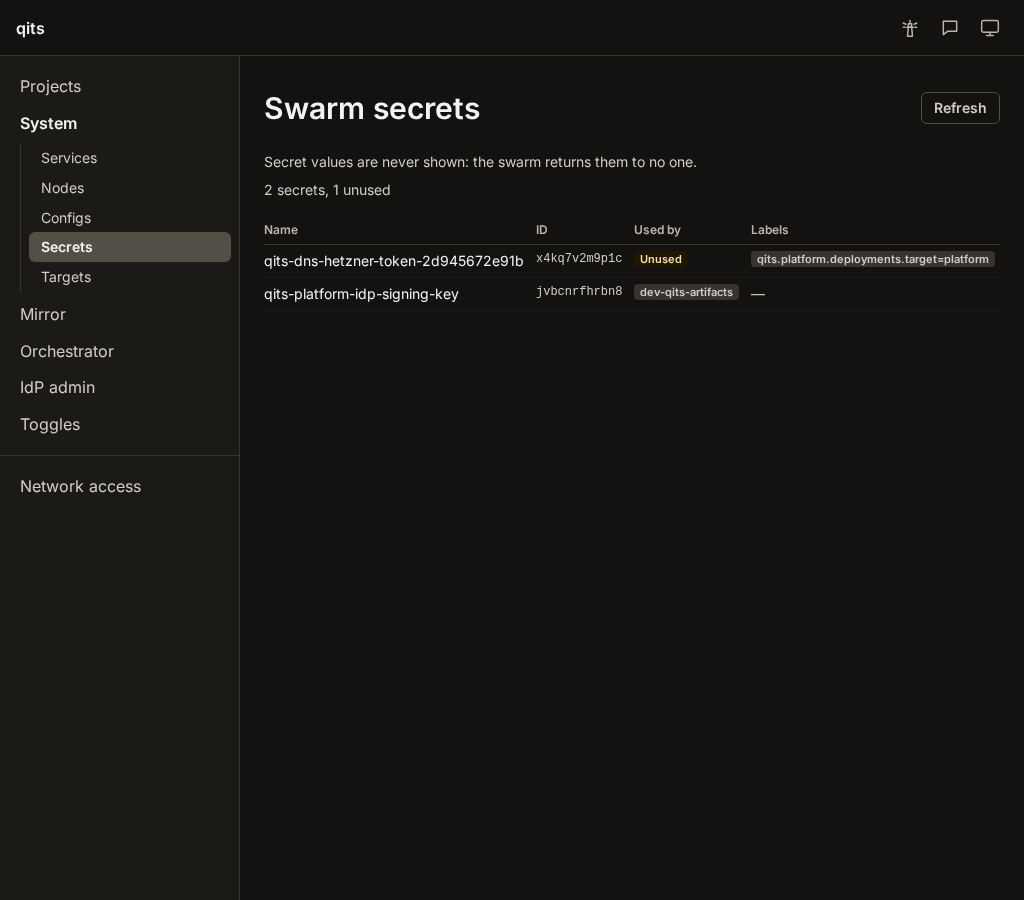 qits
Projects
System
Services
Nodes
Configs
Secrets
Targets
Mirror
Orchestrator
IdP admin
Toggles
Network access
Swarm secrets
Refresh
Secret values are never shown: the swarm returns them to no one.
2 secrets, 1 unused
Name ID Used by Labels
qits-dns-hetzner-token-2d945672e91b x4kq7v2m9p1c Unused qits.platform.deployments.target=platform
qits-platform-idp-signing-key jvbcnrfhrbn8 dev-qits-artifacts —